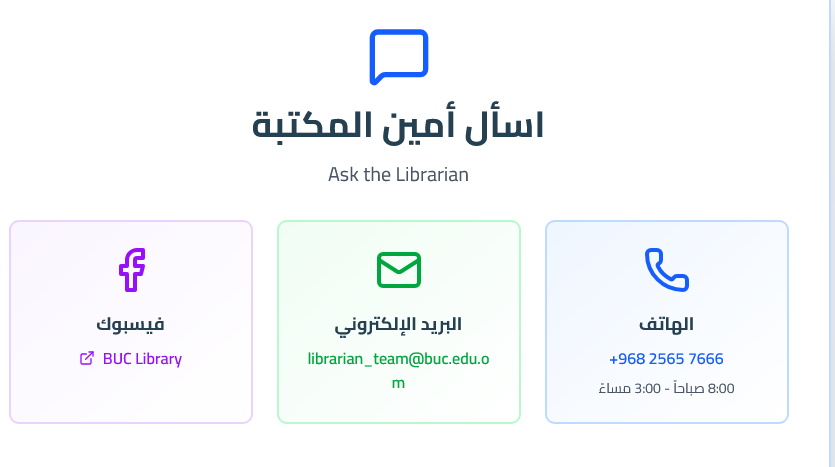 اسأل أمين المكتبة
Ask the Librarian
الهاتف
+968 2565 7666
8:00 صباحاً - 3:00 مساءً
البريد الإلكتروني
librarian_team@buc.edu.o
m
فيسبوك
BUC Library